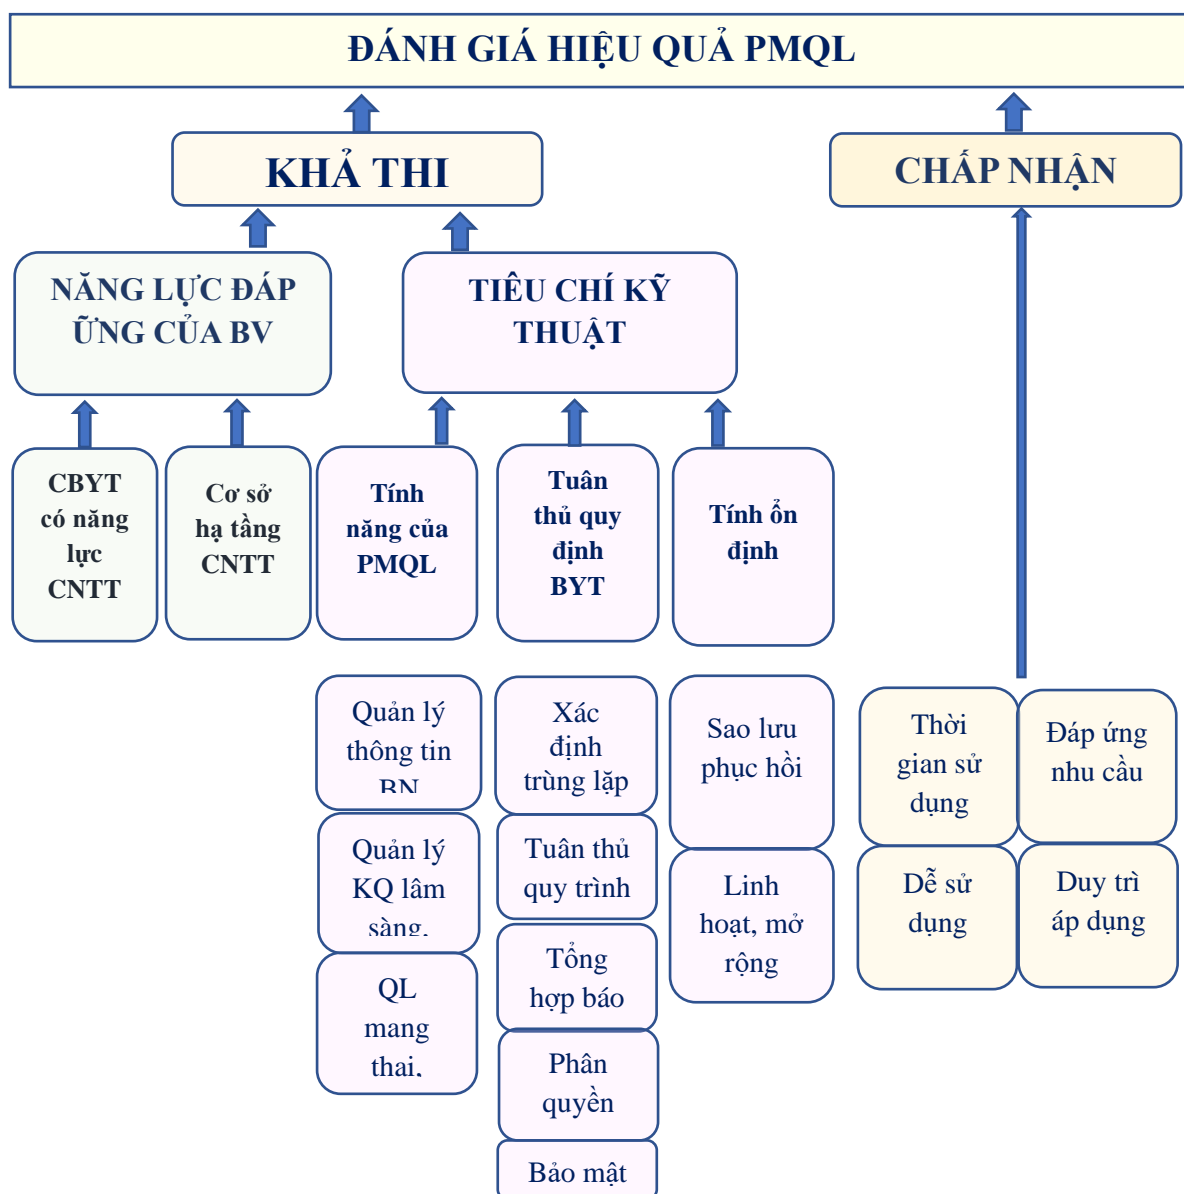 ĐÁNH GIÁ HIỆU QUẢ PMQL
KHẢ THI
CHẤP NHẬN
NĂNG LỰC ĐÁP
ỨNG CỦA BV
TIÊU CHÍ KỸ
THUẬT
CBYT
có năng
lực
CNTT
Cơ sở
hạ tầng
CNTT
Tính
năng của
PMQL
Tuân
thủ quy
định
BYT
Tính ổn
định
Quản lý
thông tin
BN
Quản lý
KQ lâm
sàng,
QL
mang
thai,
Xác
định
trùng lặp
Tuân thủ
quy trình
Tổng
hợp báo
Phân
quyền
Bảo mật
Sao lưu
phục hồi
Linh
hoạt, mở
rộng
Thời
gian sử
dụng
Đáp ứng
nhu cầu
Dễ sử
dụng
Duy trì
áp dụng